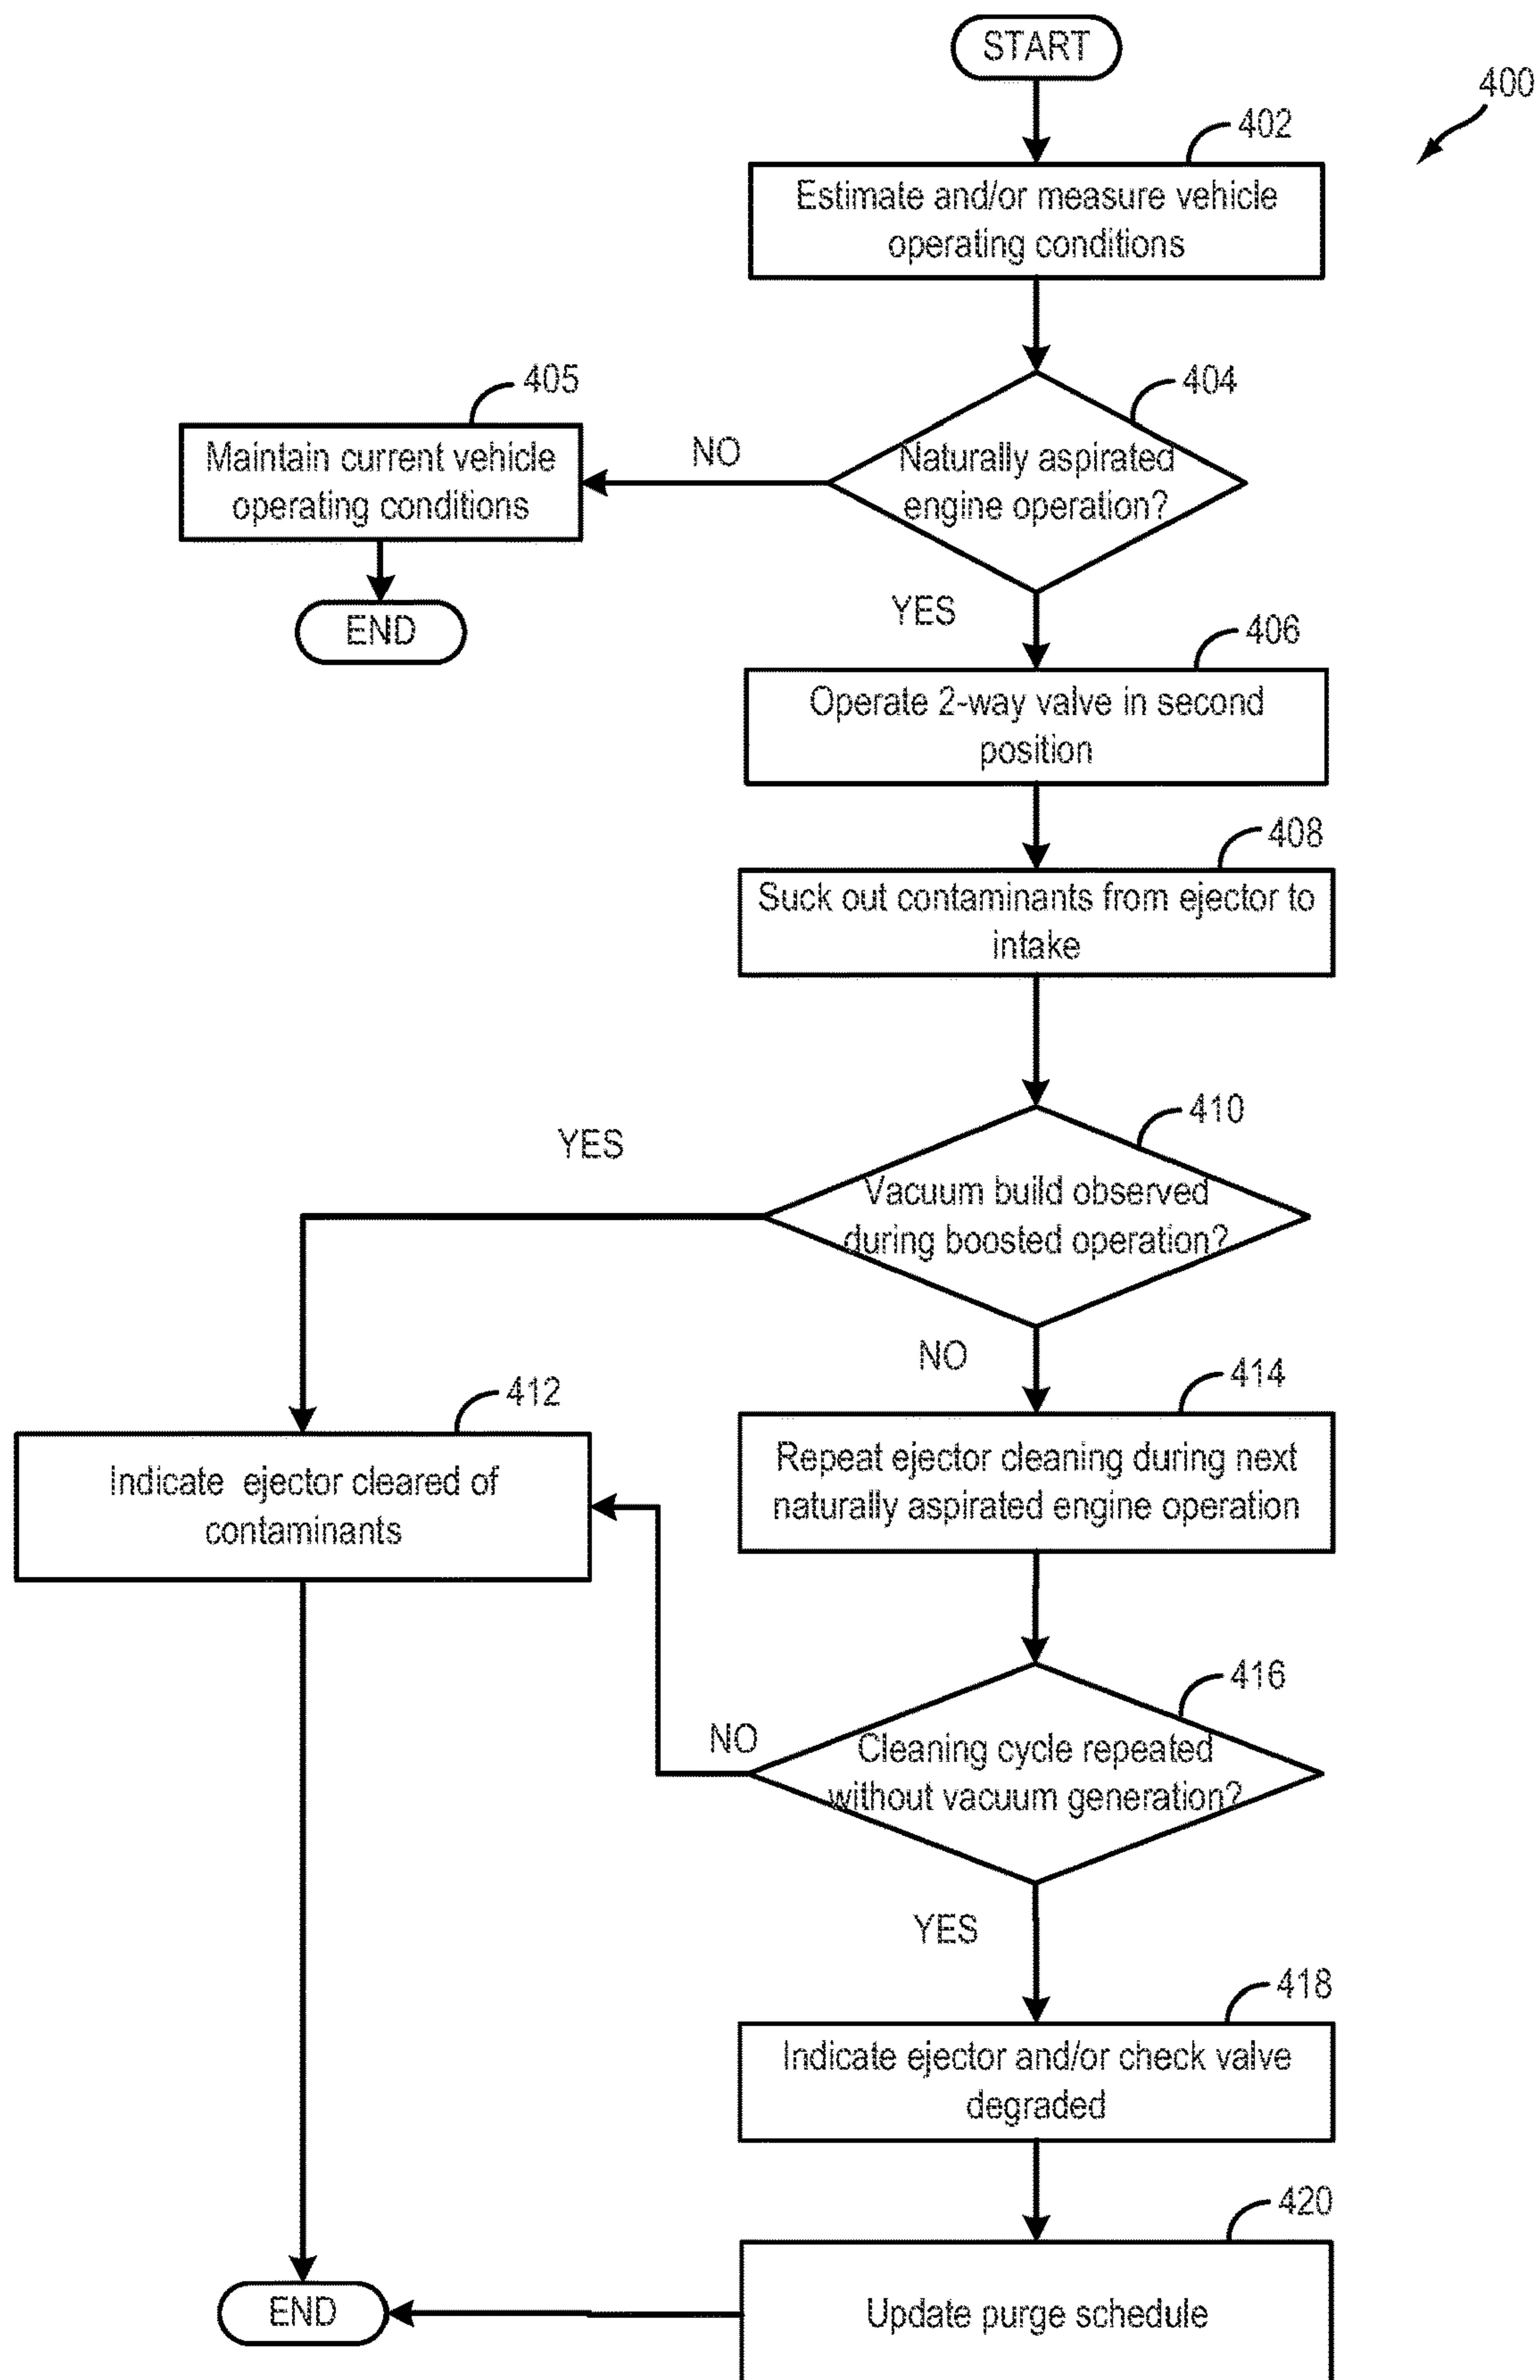 START
400
402
Estimate and/or measure vehicle
operating conditions
404
Naturally aspirated
engine operation?
NO
405
Maintain current vehicle
operating conditions
END
YES
406
Operate 2-way valve in second
position
408
Suck out contaminants from ejector to
intake
410
Vacuum build observed
during boosted operation?
YES
NO
412
Indicate ejector cleared of
contaminants
414
Repeat ejector cleaning during next
naturally aspirated engine operation
416
Cleaning cycle repeated
without vacuum generation?
NO
YES
418
Indicate ejector and/or check valve
degraded
420
Update purge schedule
END